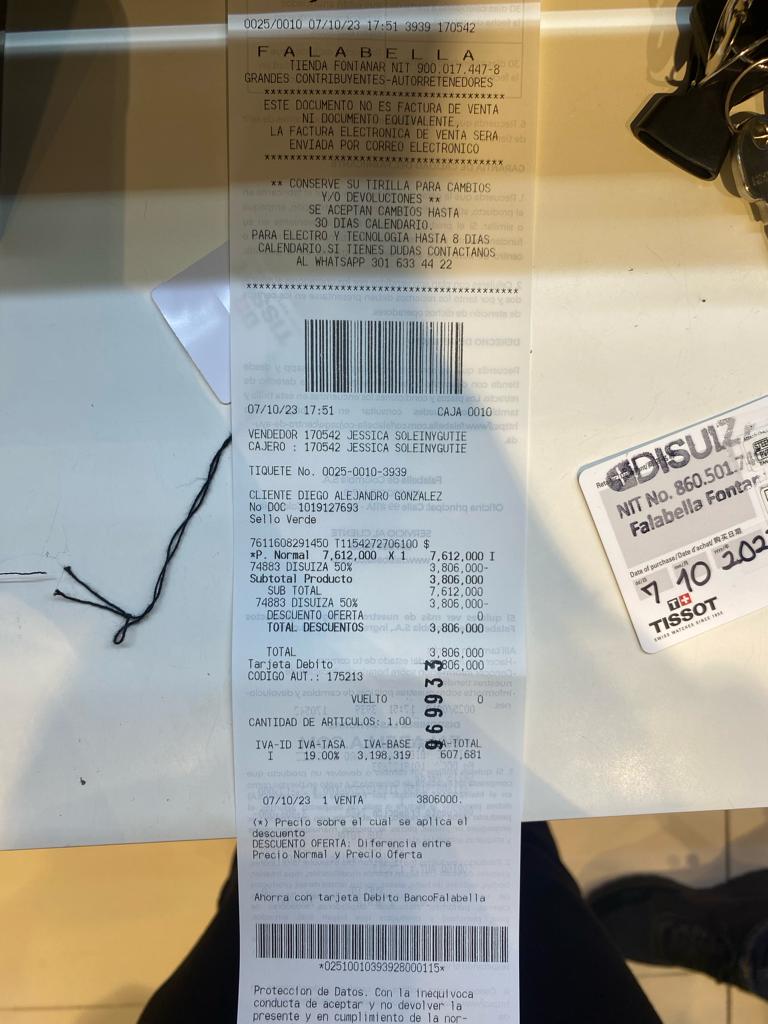 0025/0010 07/10/23 17:51 3939 170542
FALABELLA
TIENDA FONTANAR NIT 900.017.447-8
GRANDES CONTRIBUYENTES-AUTORRETENEDORES
****************************************
ESTE DOCUMENTO NO ES FACTURA DE VENTA
NI DOCUMENTO EQUIVALENTE,
LA FACTURA ELECTRONICA DE VENTA SERA
ENVIADA POR CORREO ELECTRONICO
****************************************
** CONSERVE SU TIRILLA PARA CAMBIOS
Y/O DEVOLUCIONES **
SE ACEPTAN CAMBIOS HASTA
30 DIAS CALENDARIO.
PARA ELECTRO Y TECNOLOGIA HASTA 8 DIAS
CALENDARIO.SI TIENES DUDAS CONTACTANOS
AL WHATSAPP 301 633 44 22
****************************************
07/10/23 17:51 CAJA 0010
VENDEDOR 170542 JESSICA SOLEINYGUTIE
CAJERO : 170542 JESSICA SOLEINYGUTIE
TIQUETE No. 0025-0010-3939
CLIENTE DIEGO ALEJANDRO GONZALEZ
No DOC 1019127693
Sello Verde
7611608291450 T1154272706100 $
*P. Normal 7,612,000 X 1 7,612,000 I
74883 DISUIZA 50% 3,806,000-
Subtotal Producto 3,806,000
SUB TOTAL 7,612,000
74883 DISUIZA 50% 3,806,000-
DESCUENTO OFERTA 0
TOTAL DESCUENTOS 3,806,000
TOTAL 3,806,000
Tarjeta Debito 3,806,000
CODIGO AUT.: 175213
VUELTO 0
CANTIDAD DE ARTICULOS: 1.00
IVA-ID IVA-TASA IVA-BASE IVA-TOTAL
I 19.00% 3,198,319 607,681
969933
07/10/23 1 VENTA 3806000.
(*) Precio sobre el cual se aplica el
descuento
DESCUENTO OFERTA: Diferencia entre
Precio Normal y Precio Oferta
Ahorra con tarjeta Debito BancoFalabella
*02510010393928000115*
Proteccion de Datos. Con la inequivoca
conducta de aceptar y no devolver la
presente y en cumplimiento de la nor-
DISUIZ
NIT No. 860.501.
Falabella Fontar
Date of purchase/Date d'achat/购买日期
7 10 202
TISSOT
SWISS WATCHES SINCE 1853